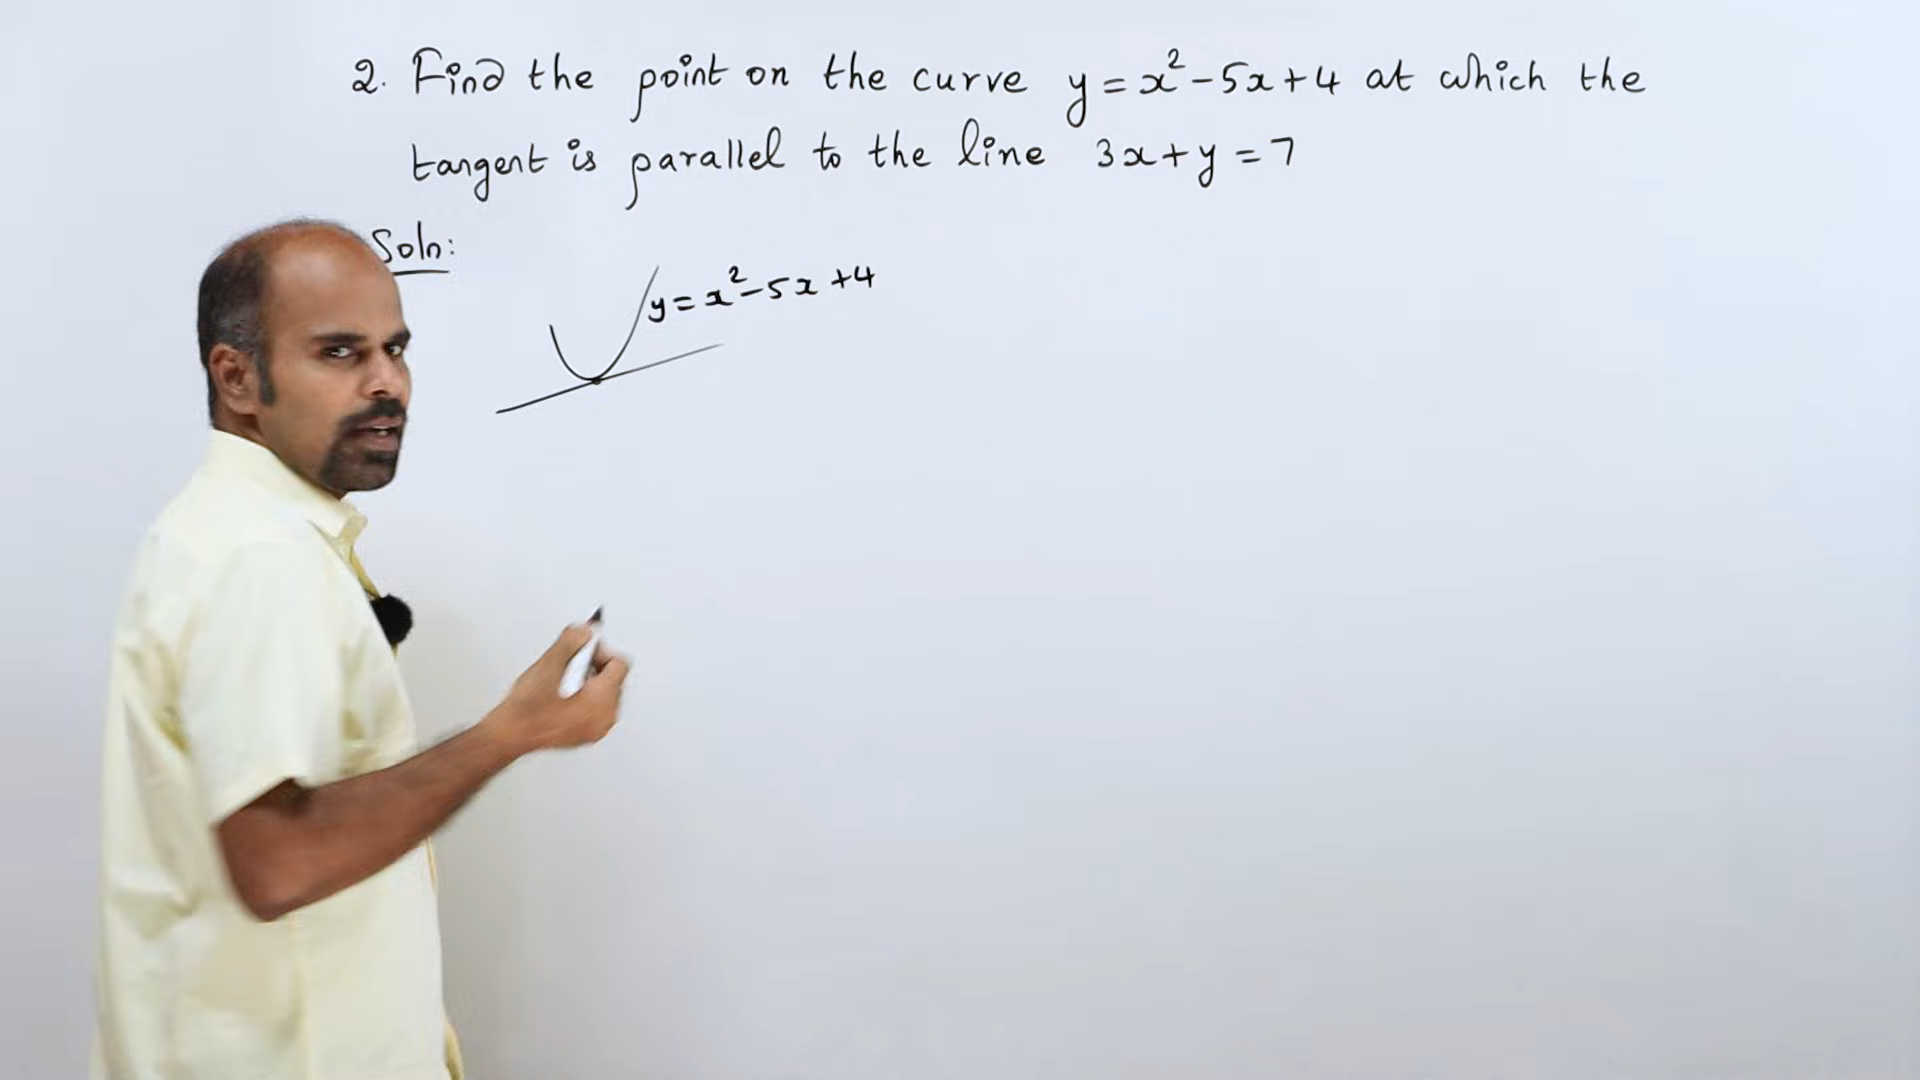 2. Find the point on the curve y = x² - 5x + 4 at which the
tangent is parallel to the line 3x + y = 7
Soln:
y = x² - 5x + 4